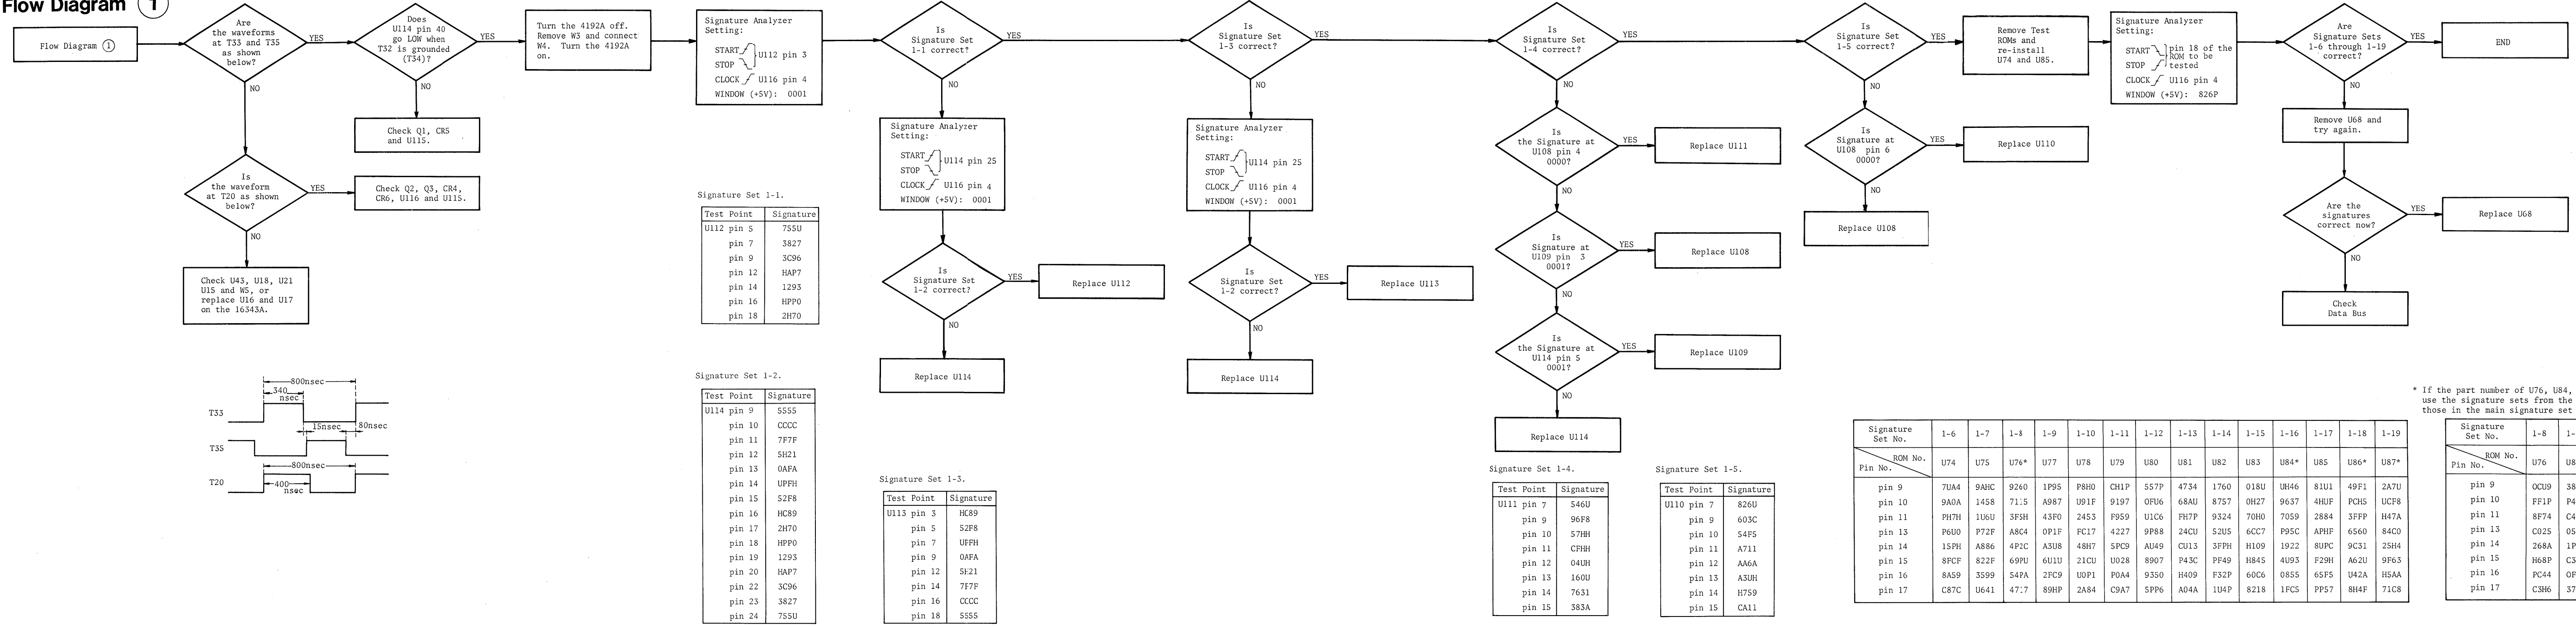 Flow Diagram 1
Flow Diagram 1
Are
the waveforms
at T33 and T35
as shown
below?
YES
NO
Does
U114 pin 40
go LOW when
T32 is grounded
(T34)?
YES
NO
Check Q1, CR5
and U115.
Is
the waveform
at T20 as shown
below?
YES
NO
Check Q2, Q3, CR4,
CR6, U116 and U115.
Check U43, U18, U21
U15 and W5, or
replace U16 and U17
on the 16343A.
Turn the 4192A off.
Remove W3 and connect
W4. Turn the 4192A
on.
Signature Analyzer
Setting:
START
STOP
U112 pin 3
CLOCK U116 pin 4
WINDOW (+5V): 0001
Is
Signature Set
1-1 correct?
YES
NO
Signature Analyzer
Setting:
START
STOP
U114 pin 25
CLOCK U116 pin 4
WINDOW (+5V): 0001
Is
Signature Set
1-2 correct?
YES
NO
Replace U112
Replace U114
Is
Signature Set
1-3 correct?
YES
NO
Signature Analyzer
Setting:
START
STOP
U114 pin 25
CLOCK U116 pin 4
WINDOW (+5V): 0001
Is
Signature Set
1-2 correct?
YES
NO
Replace U113
Replace U114
Is
Signature Set
1-4 correct?
YES
NO
Is
the Signature at
U108 pin 4
0000?
YES
NO
Replace U111
Is
Signature at
U109 pin 3
0001?
YES
NO
Replace U108
Is
the Signature at
U114 pin 5
0001?
YES
NO
Replace U109
Replace U114
Is
Signature Set
1-5 correct?
YES
NO
Is
Signature at
U108 pin 6
0000?
YES
NO
Replace U110
Replace U108
Remove Test
ROMs and
re-install
U74 and U85.
Signature Analyzer
Setting:
START
STOP
pin 18 of the
ROM to be
tested
CLOCK U116 pin 4
WINDOW (+5V): 826P
Are
Signature Sets
1-6 through 1-19
correct?
YES
NO
END
Remove U68 and
try again.
Are the
signatures
correct now?
YES
NO
Replace U68
Check
Data Bus
800nsec
340
nsec
T33
15nsec
80nsec
T35
800nsec
T20
400
nsec
Signature Set 1-1.
Test Point Signature
U112 pin 5 755U
pin 7 3827
pin 9 3C96
pin 12 HAP7
pin 14 1293
pin 16 HPP0
pin 18 2H70
Signature Set 1-2.
Test Point Signature
U114 pin 9 5555
pin 10 CCCC
pin 11 7F7F
pin 12 5H21
pin 13 0AFA
pin 14 UPFH
pin 15 52F8
pin 16 HC89
pin 17 2H70
pin 18 HPP0
pin 19 1293
pin 20 HAP7
pin 22 3C96
pin 23 3827
pin 24 755U
Signature Set 1-3.
Test Point Signature
U113 pin 3 HC89
pin 5 52F8
pin 7 UPFH
pin 9 0AFA
pin 12 5H21
pin 14 7F7F
pin 16 CCCC
pin 18 5555
Signature Set 1-4.
Test Point Signature
U111 pin 7 546U
pin 9 96F8
pin 10 57HH
pin 11 CFHH
pin 12 04UH
pin 13 160U
pin 14 7631
pin 15 383A
Signature Set 1-5.
Test Point Signature
U110 pin 7 826U
pin 9 603C
pin 10 54F5
pin 11 A711
pin 12 AA6A
pin 13 A3UH
pin 14 H759
pin 15 CA11
Signature Set No. 1-6 1-7 1-8 1-9 1-10 1-11 1-12 1-13 1-14 1-15 1-16 1-17 1-18 1-19
ROM No. Pin No. U74 U75 U76* U77 U78 U79 U80 U81 U82 U83 U84* U85 U86* U87*
pin 9 7UA4 9AHC 9260 1P95 P8H0 CH1P 557P 4734 1760 018U UH46 81U1 49F1 2A7U
pin 10 9A0A 1458 7115 A987 U91F 9197 0FU6 68AU 8757 0H27 9637 4HUF PCH5 UCF8
pin 11 PH7H 1U6U 3F5H 43F0 2453 F959 U1C6 FH7P 9324 70H0 7059 2884 3FFP H47A
pin 13 P6U0 P72F A8C4 0P1F FC17 4227 9P88 24CU 52U5 6CC7 P95C APHF 6560 84C0
pin 14 15PH A886 4P2C A3U8 48H7 5PC9 AU49 CU13 3FPH H109 1922 8UPC 9C31 25H4
pin 15 8FCF 822F 69PU 6U1U 21CU U028 8907 P43C PF49 H845 4U93 F29H A62U 9F63
pin 16 8A59 3599 54PA 2FC9 U0P1 P0A4 9350 H409 F32P 60C6 0855 65F5 U42A H5AA
pin 17 C87C U641 4717 89HP 2A84 C9A7 5PP6 A04A 1U4P 8218 1FC5 PP57 8H4F 71C8
* If the part number of U76, U84,
use the signature sets from the
those in the main signature set
Signature Set No. 1-8 1-
ROM No. Pin No. U76 U8
pin 9 0CU9 38
pin 10 FF1P P4
pin 11 8F74 C4
pin 13 C025 05
pin 14 268A 1P
pin 15 H68P C3
pin 16 PC44 0F
pin 17 C3H6 37